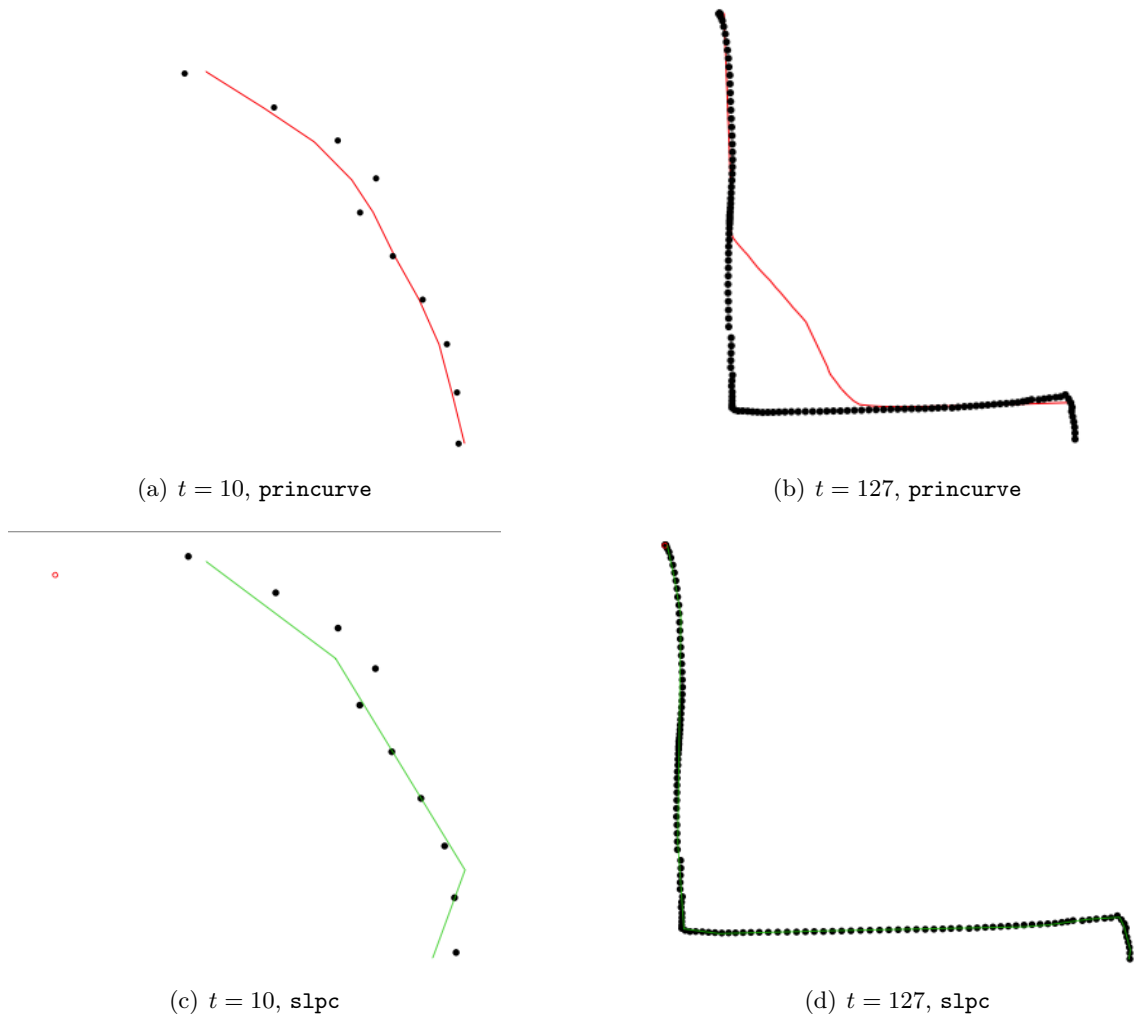 (a) t = 10, princurve
(b) t = 127, princurve
(c) t = 10, slpc
(d) t = 127, slpc